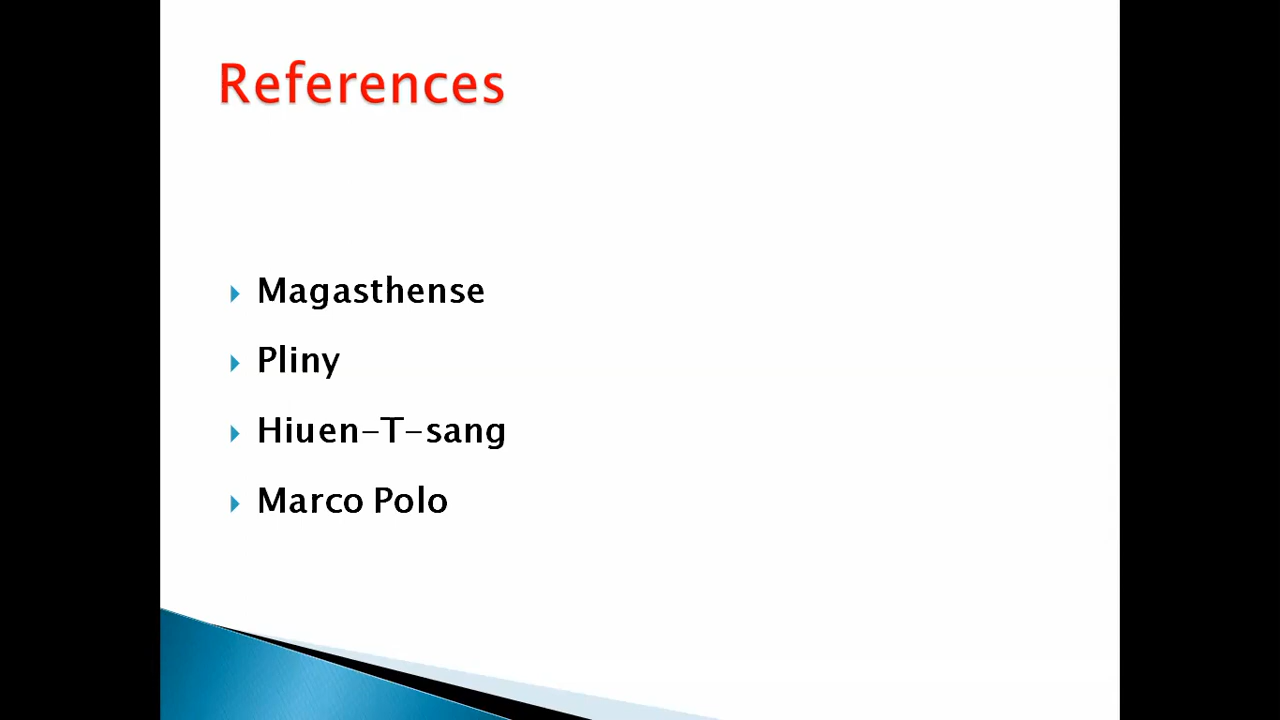 References
Magasthense
Pliny
Hiuen-T-sang
Marco Polo